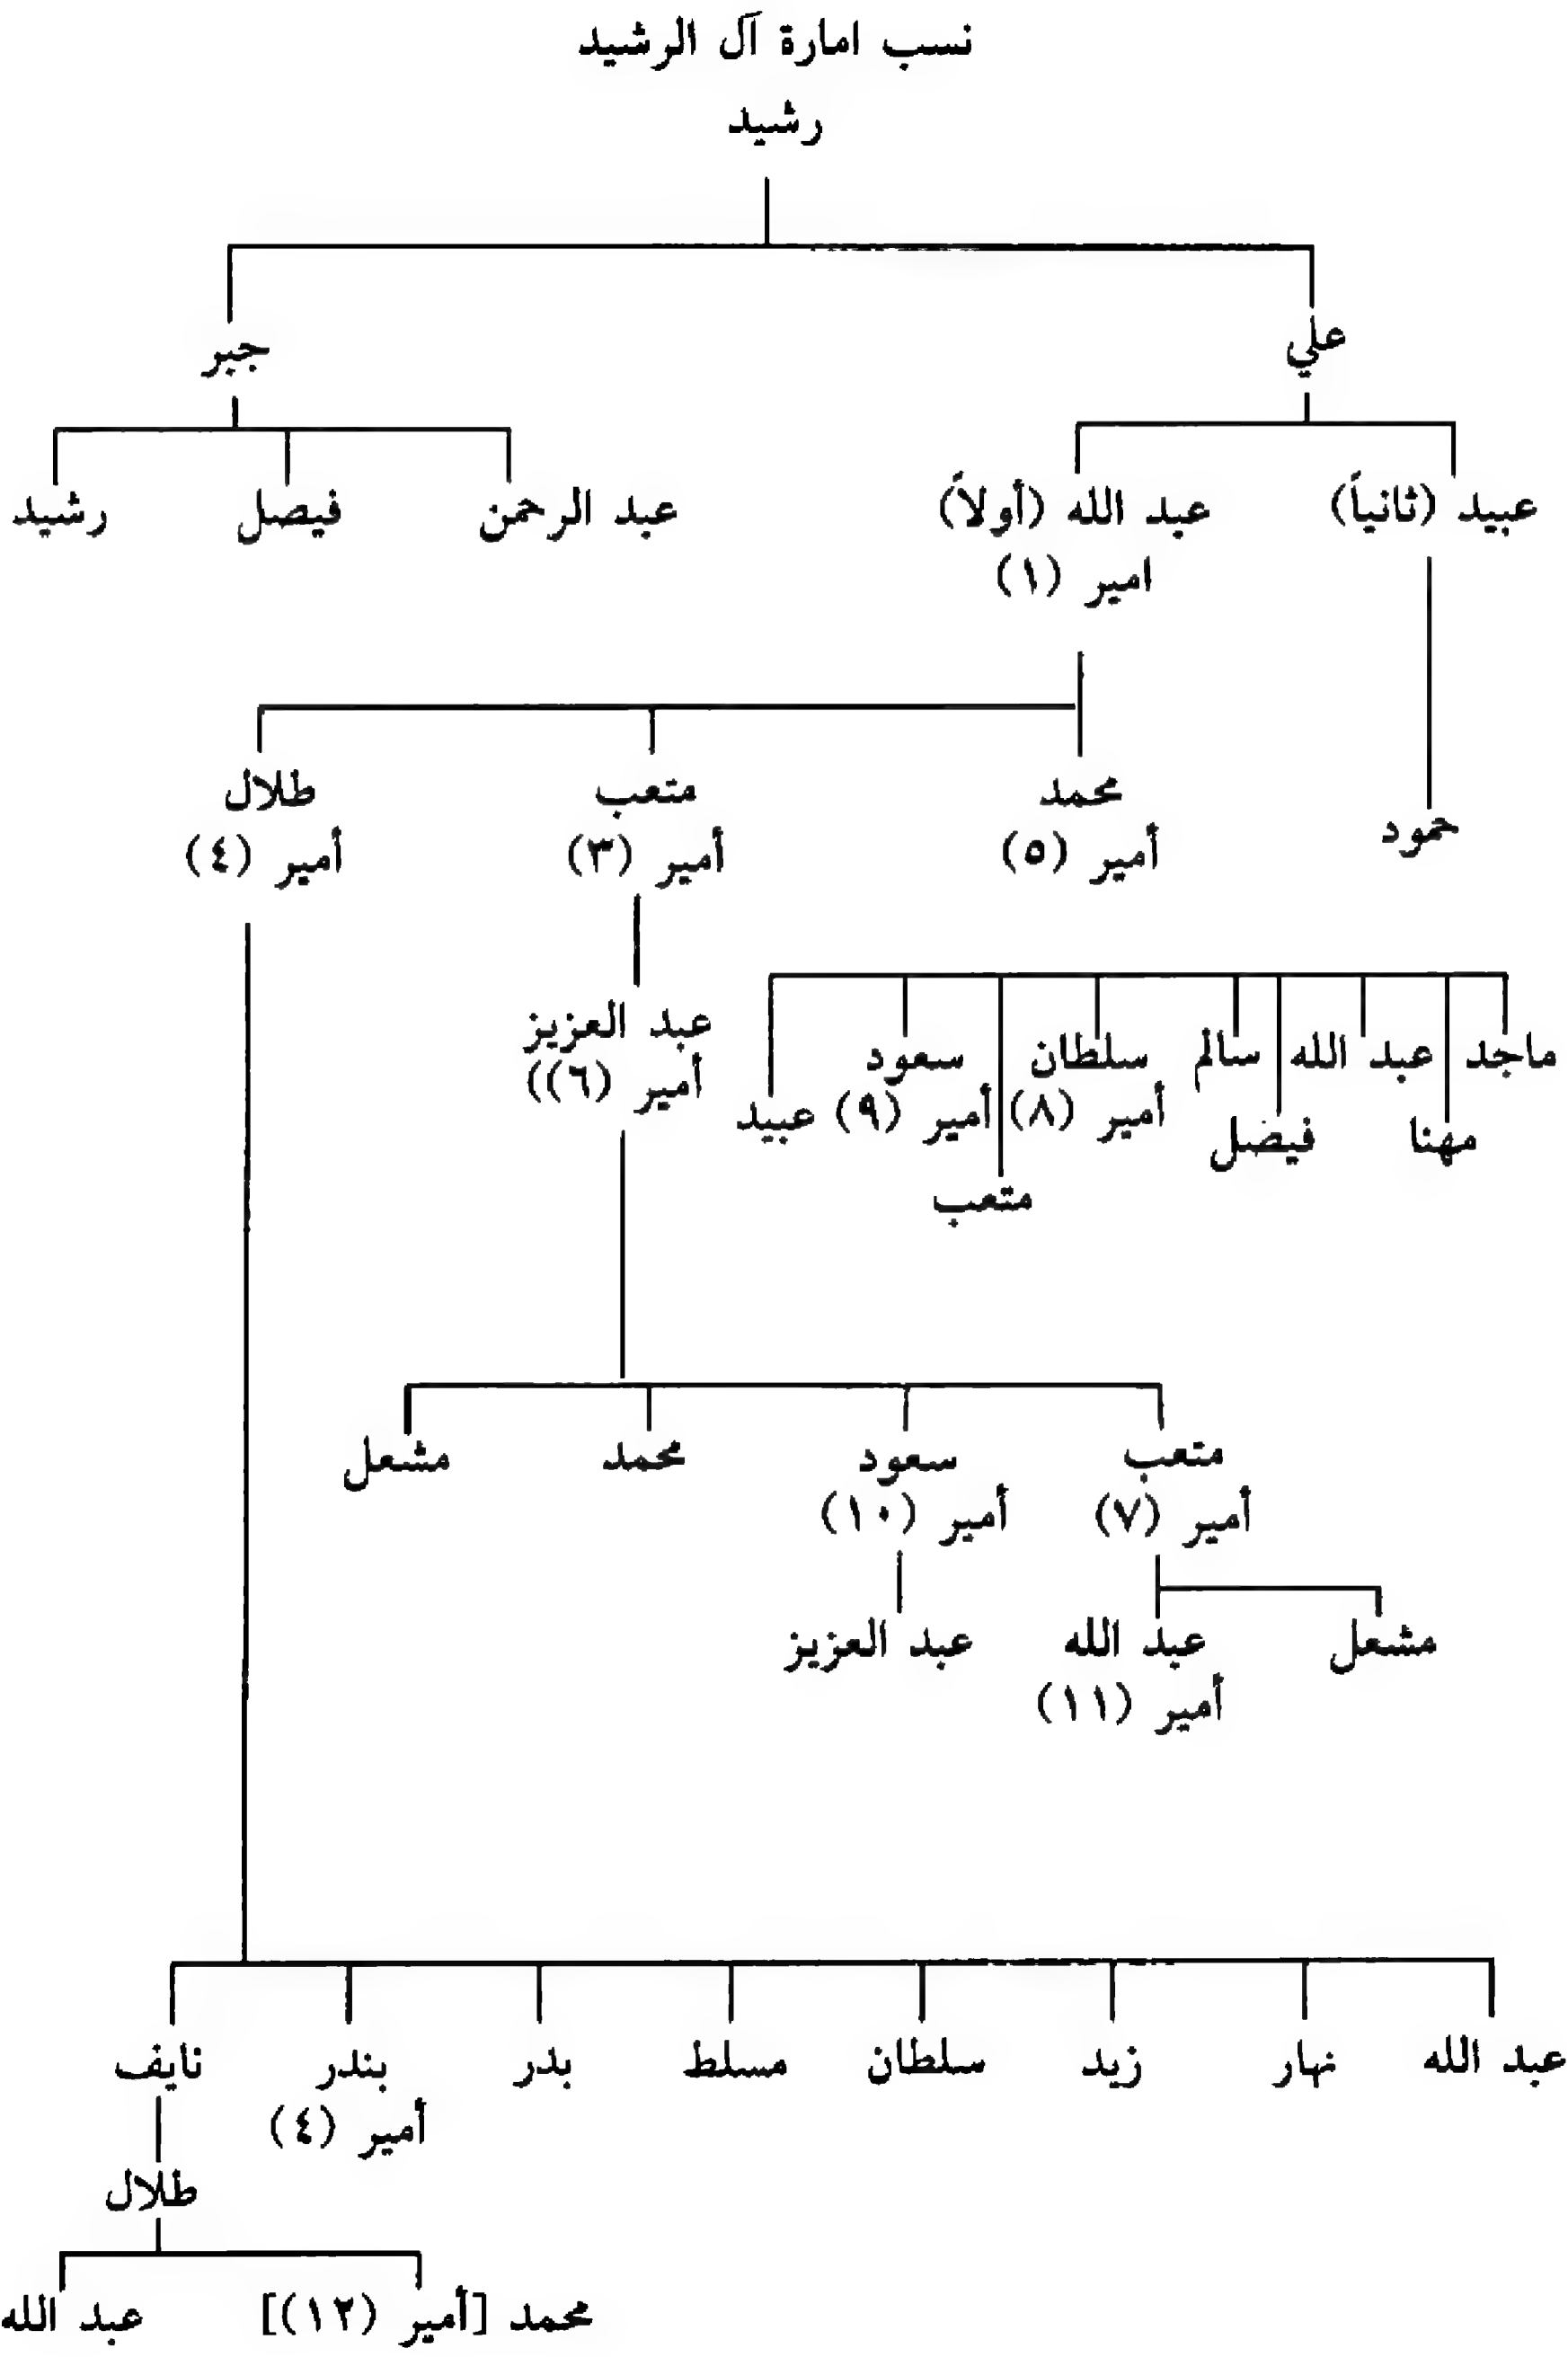 نسب امارة آل الرشيد
رشيد
علي
جبر
عبيد (ثانياً)
عبد الله (أولاً)
عبد الرحمن
فيصل
رشيد
امير (١)
محمد
متعب
طلال
حمود
أمير (٥)
أمير (٣)
أمير (٤)
عبد العزيز
أمير (٦))
ماجد
عبد الله
سالم
سلطان
سعود
مهنا
فيضل
أمير (٨)
أمير (٩)
عبيد
متعب
متعب
سعود
محمد
مشعل
أمير (٧)
أمير (١٠)
مشعل
عبد الله
عبد العزيز
أمير (١١)
عبد الله
نهار
زيد
سلطان
مسلط
بدر
بندر
نايف
أمير (٤)
طلال
محمد [أمير (١٢)]
عبد الله